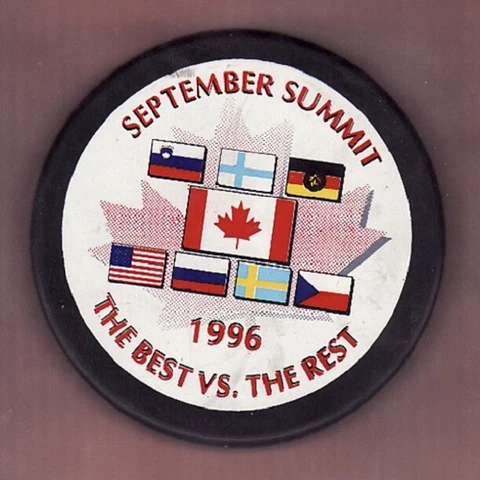 SEPTEMBER SUMMIT
1996
THE BEST VS. THE REST